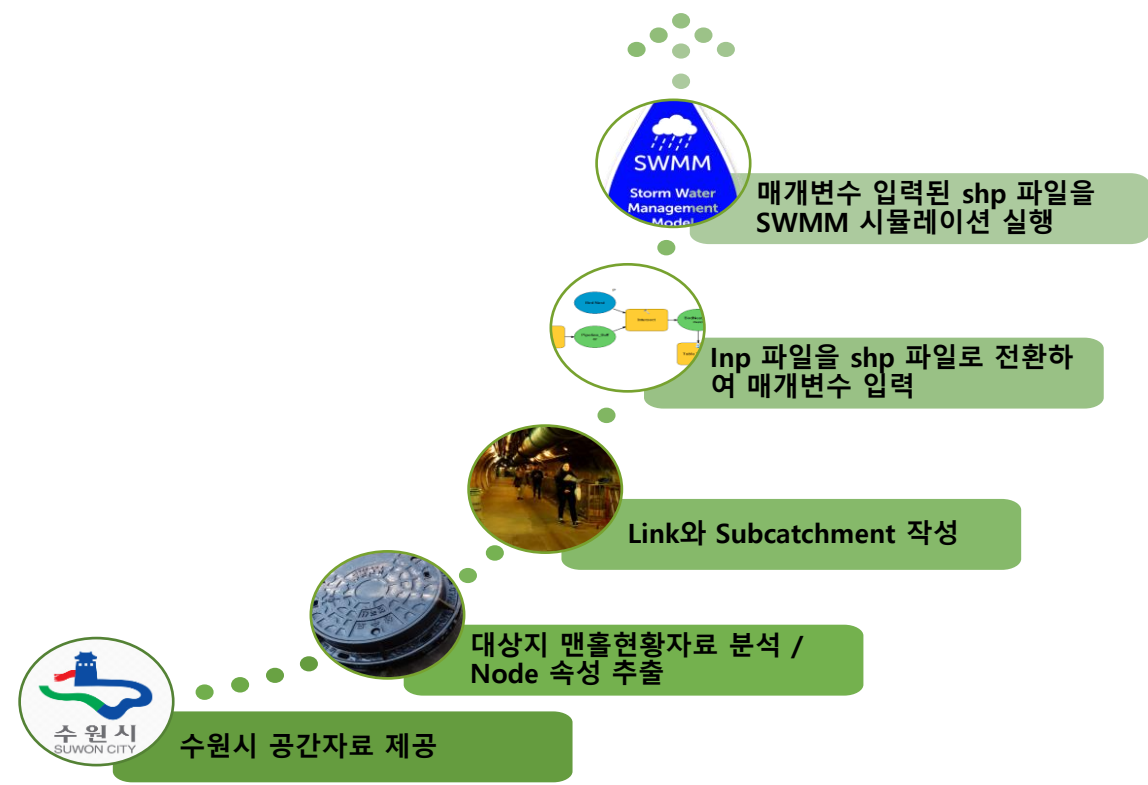 SWMM
Storm Water
Management
Model
매개변수 입력된 shp 파일을
SWMM 시뮬레이션 실행
Inp 파일을 shp 파일로 전환하
여 매개변수 입력
Link와 Subcatchment 작성
대상지 맨홀현황자료 분석 /
Node 속성 추출
수원시
SUWON CITY
수원시 공간자료 제공